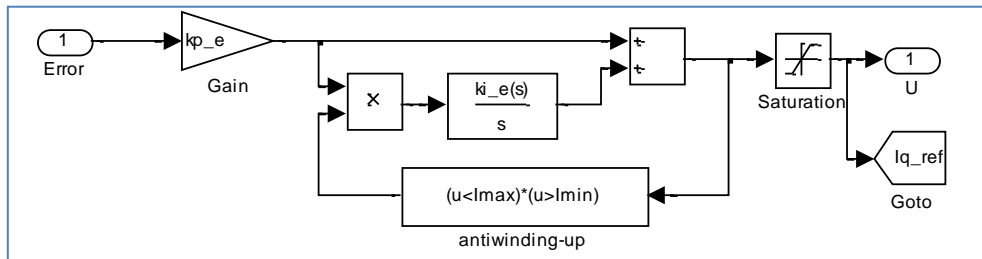 1
Error
kp_e
Gain
×
ki_e(s)
s
+
+
Saturation
1
U
Iq_ref
Goto
(u<Imax)*(u>Imin)
antiwinding-up